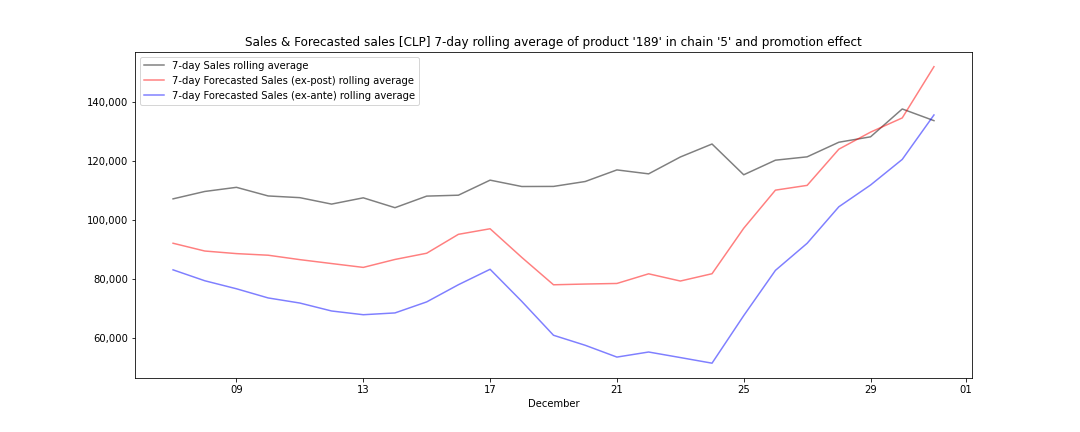 Sales & Forecasted sales [CLP] 7-day rolling average of product '189' in chain '5' and promotion effect
7-day Sales rolling average
7-day Forecasted Sales (ex-post) rolling average
7-day Forecasted Sales (ex-ante) rolling average
140,000
120,000
100,000
80,000
60,000
09 13 17 21 25 29 01
December